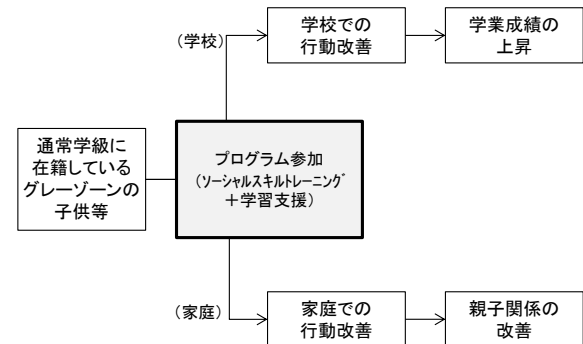 (学校)
学校での
行動改善
学業成績の
上昇
通常学級に
在籍している
グレーゾーンの
子供等
プログラム参加
(ソーシャルスキルトレーニング
+学習支援)
(家庭)
家庭での
行動改善
親子関係の
改善